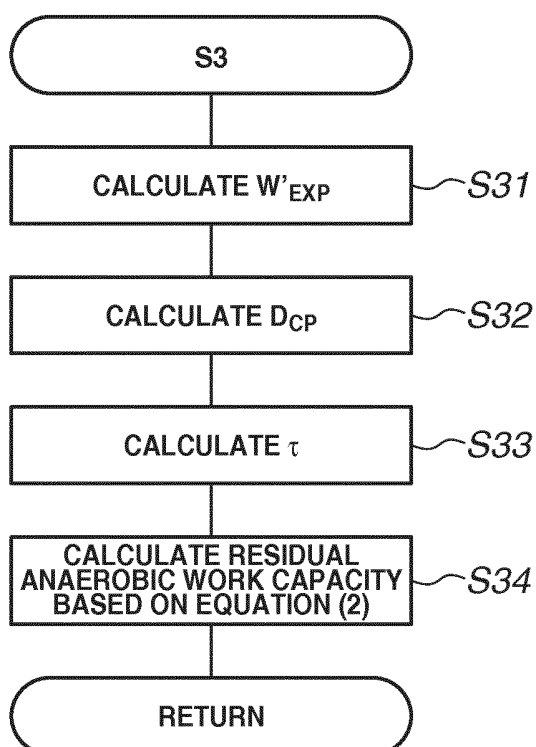 S3
CALCULATE W'EXP
S31
CALCULATE DCP
S32
CALCULATE τ
S33
CALCULATE RESIDUAL
ANAEROBIC WORK CAPACITY
BASED ON EQUATION (2)
S34
RETURN